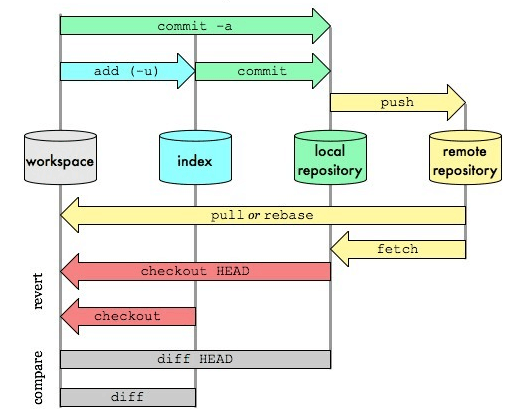 commit -a
add (-u)
commit
push
workspace
index
local
repository
remote
repository
pull or rebase
fetch
revert
checkout HEAD
checkout
compare
diff HEAD
diff